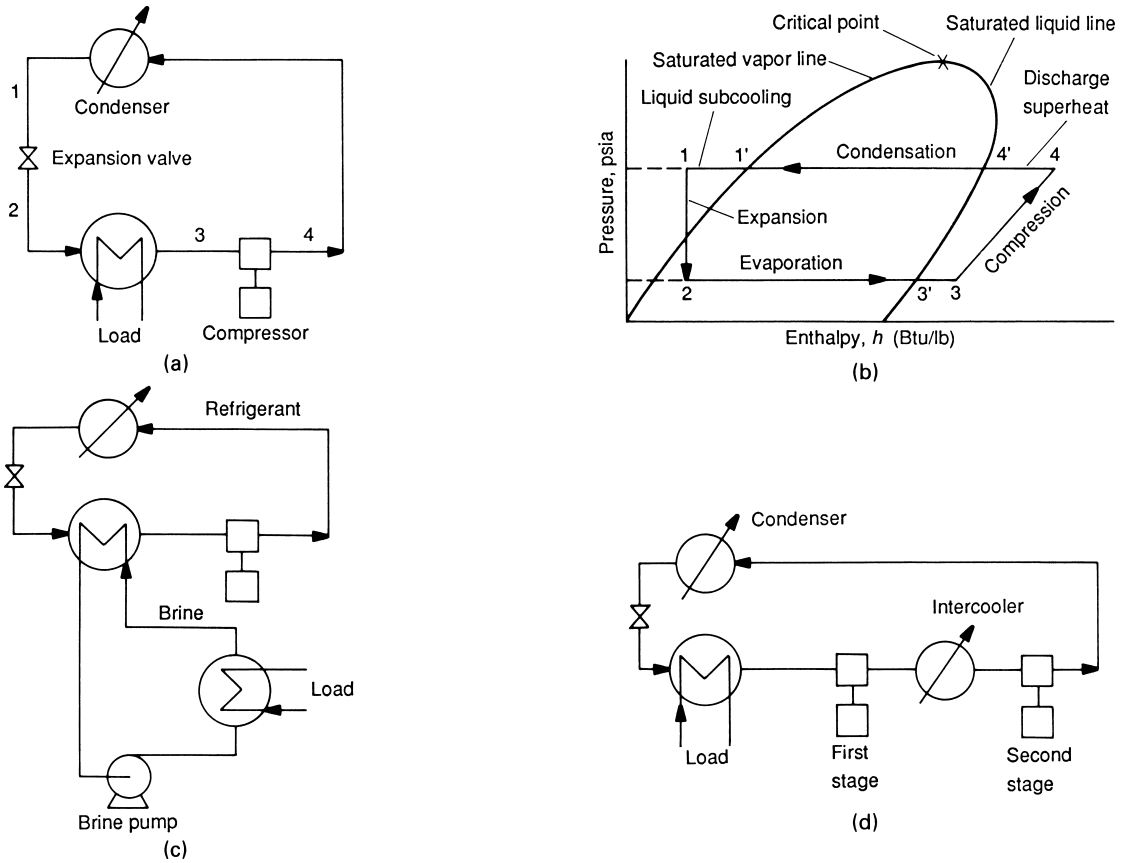 Condenser
1
Expansion valve
2
3
4
Load
Compressor
(a)
Critical point
Saturated liquid line
Saturated vapor line
Liquid subcooling
Discharge
superheat
1
1'
Condensation
4'
4
Pressure, psia
Expansion
Compression
Evaporation
2
3'
3
Enthalpy, h (Btu/lb)
(b)
Refrigerant
Brine
Load
Brine pump
(c)
Condenser
Intercooler
Load
First
stage
Second
stage
(d)